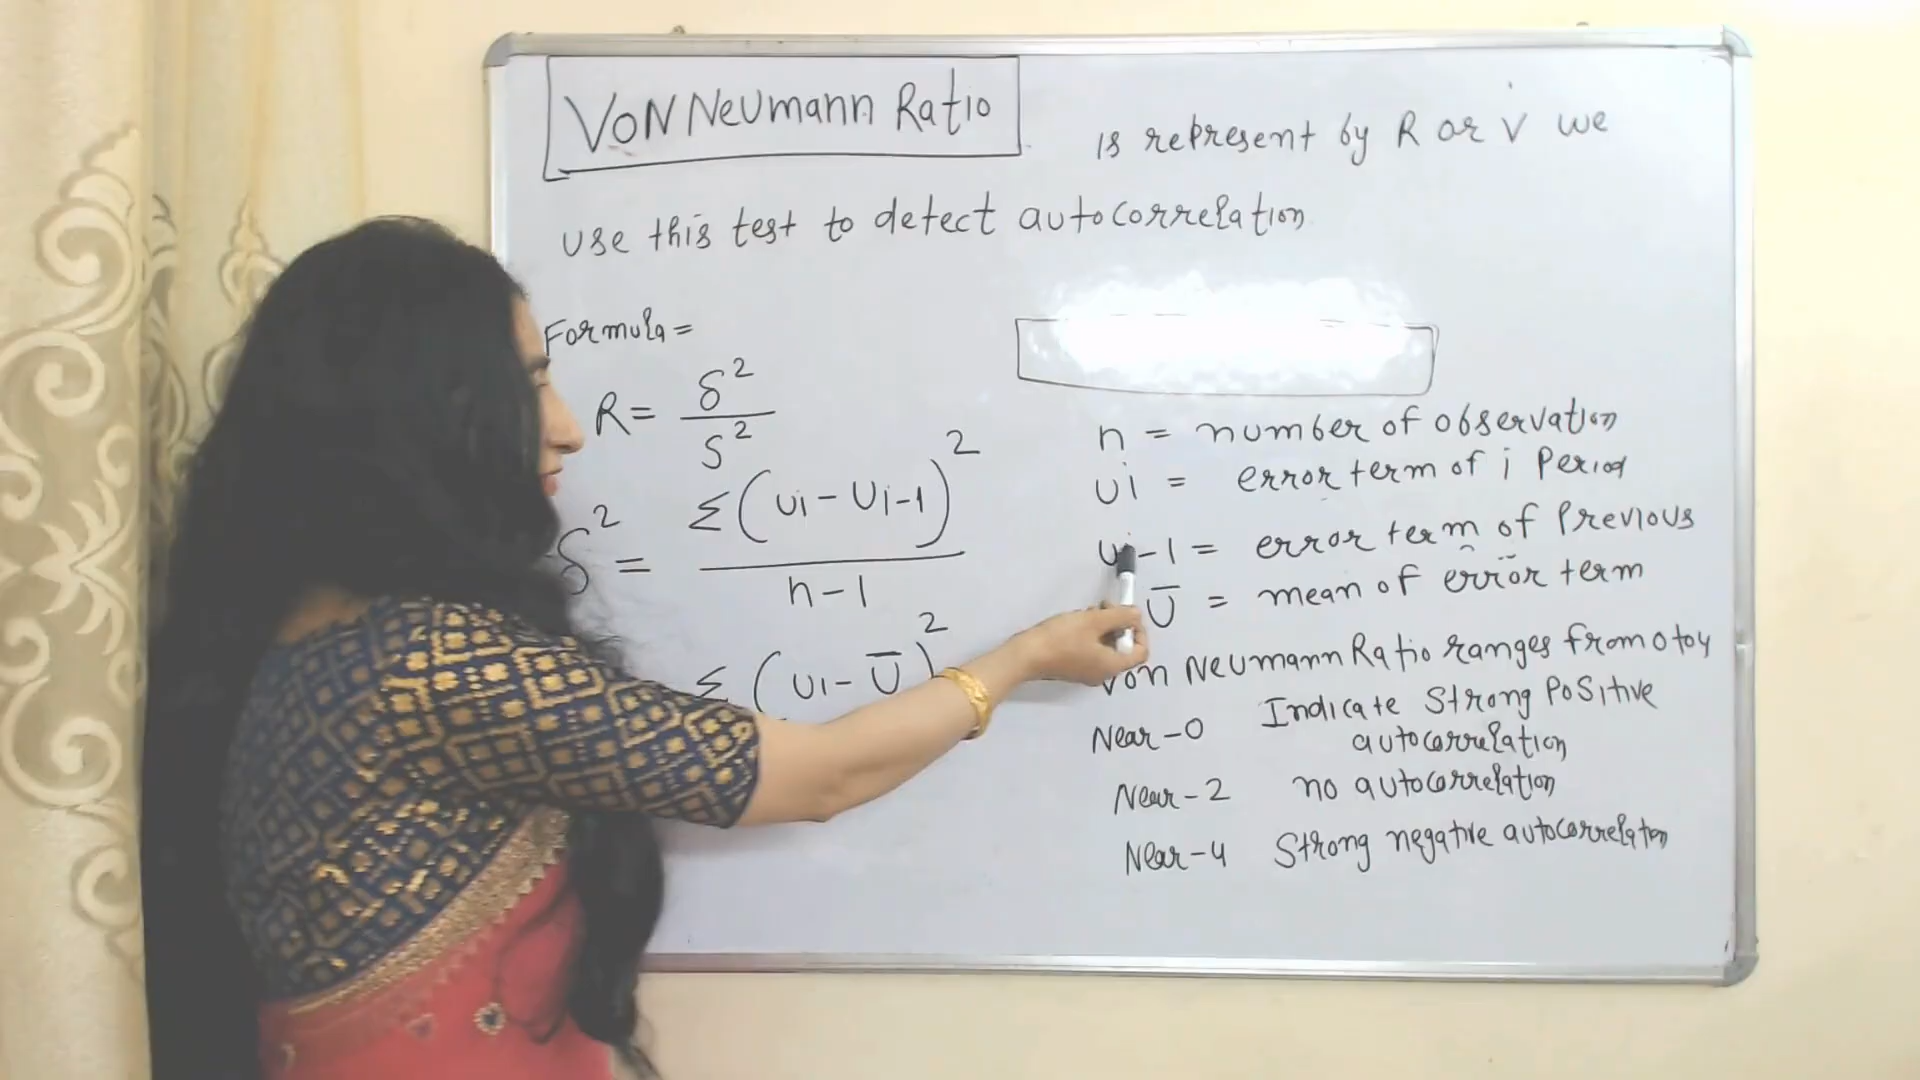 VON Neumann Ratio is represent by R or V we
use this test to detect autocorrelation
Formula =
R = δ² / S²
δ² = Σ(ui - Ui-1)² / n-1
Σ(ui - Ū)²
n = number of observation
ui = error term of i Period
ui-1 = error term of Previous
Ū = mean of error term
Von Neumann Ratio ranges from 0 to 4
Near-0 Indicate Strong Positive
autocorrelation
Near-2 no autocorrelation
Near-4 Strong negative autocorrelation